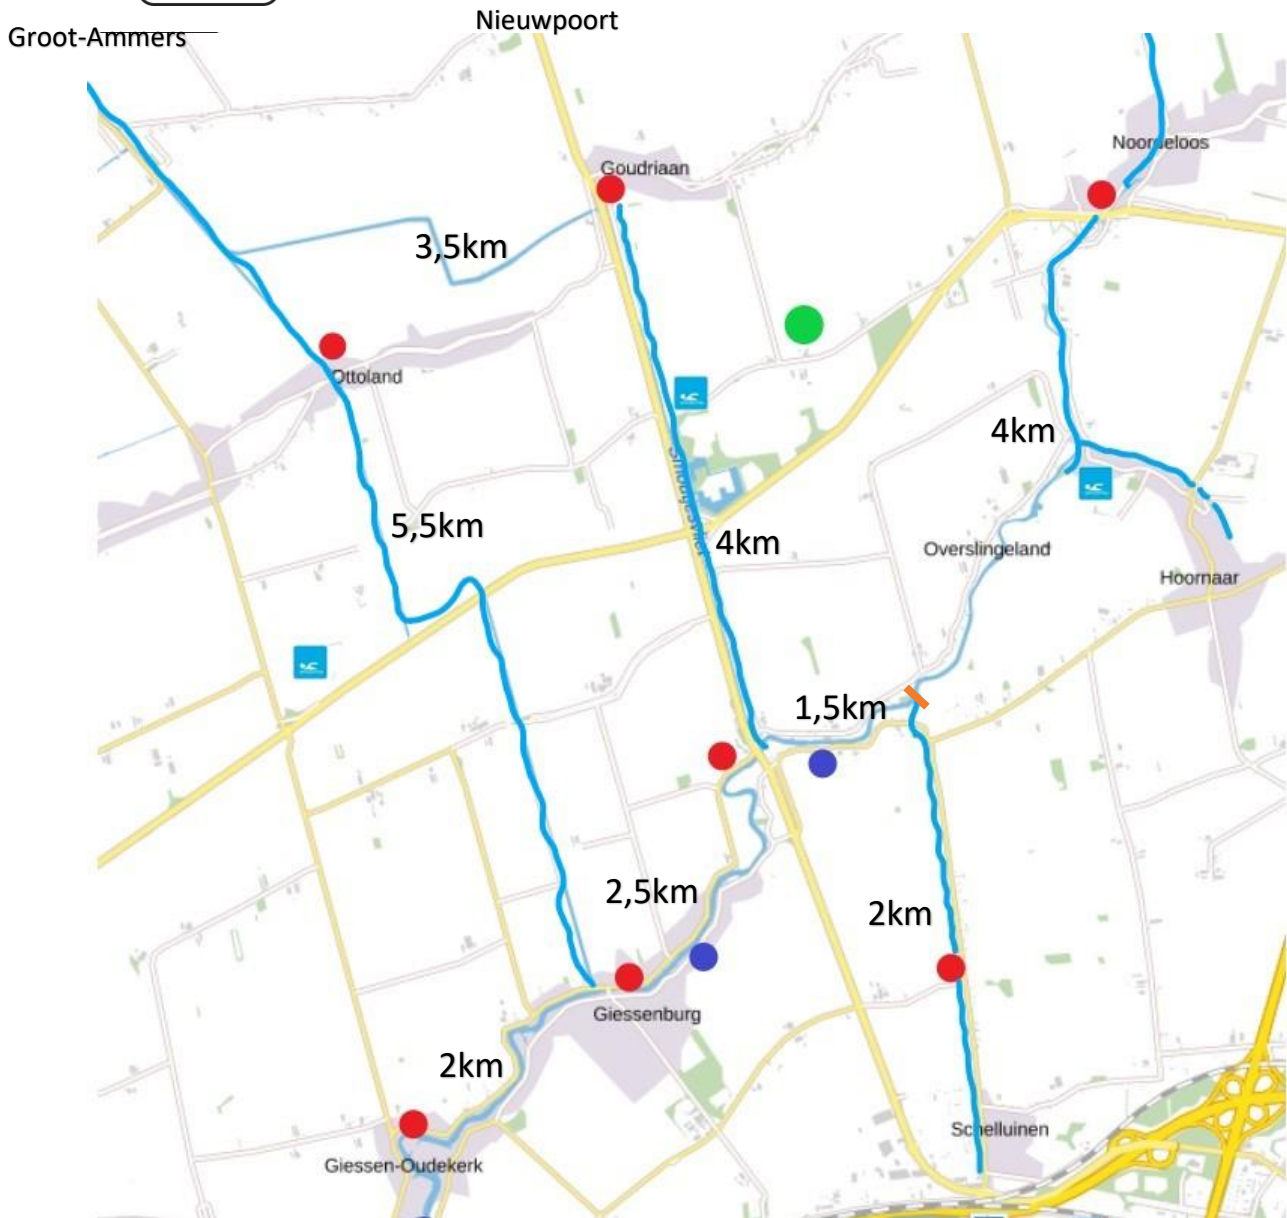 Nieuwpoort
Groot-Ammers
Noordeloos
Goudriaan
3,5km
Ottoland
4km
Smoutjesvliet
5,5km
4km
Overslingeland
Hoornaar
1,5km
2,5km
2km
Giessenburg
2km
Schelluinen
Giessen-Oudekerk